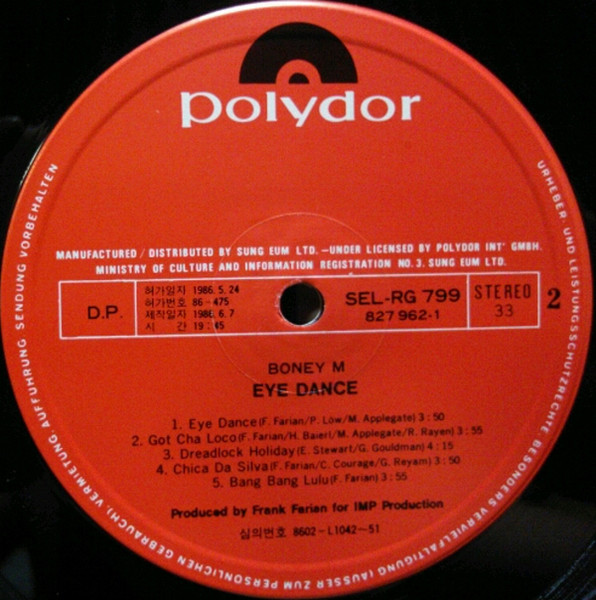 polydor
MANUFACTURED / DISTRIBUTED BY SUNG EUM LTD. —UNDER LICENSED BY POLYDOR INT' GMBH.
MINISTRY OF CULTURE AND INFORMATION REGISTRATION NO. 3. SUNG EUM LTD.
D.P.
허가일자 1986. 5. 24
허가번호 86-475
제작일자 1986. 6. 7
시 간 19:45
SEL-RG 799
827 962-1
STEREO
33
2
BONEY M
EYE DANCE
1. Eye Dance (F. Farian/P. Löw/M. Applegate) 3:50
2. Got Cha Loco (F. Farian/H. Baierl/M. Applegate/R. Rayen) 3:55
3. Dreadlock Holiday (E. Stewart/G. Gouldman) 4:15
4. Chica Da Silva (F. Farian/C. Courage/G. Reyam) 3:50
5. Bang Bang Lulu (F. Farian) 3:55
Produced by Frank Farian for IMP Production
심의번호 8602-L1042-51
URHEBER- UND LEISTUNGSSCHUTZRECHTE BESONDERS VERVIELFÄLTIGUNG (AUSSER ZUM PERSÖNLICHEN GEBRAUCH), VERMIETUNG AUFFÜHRUNG SENDUNG VORBEHALTEN